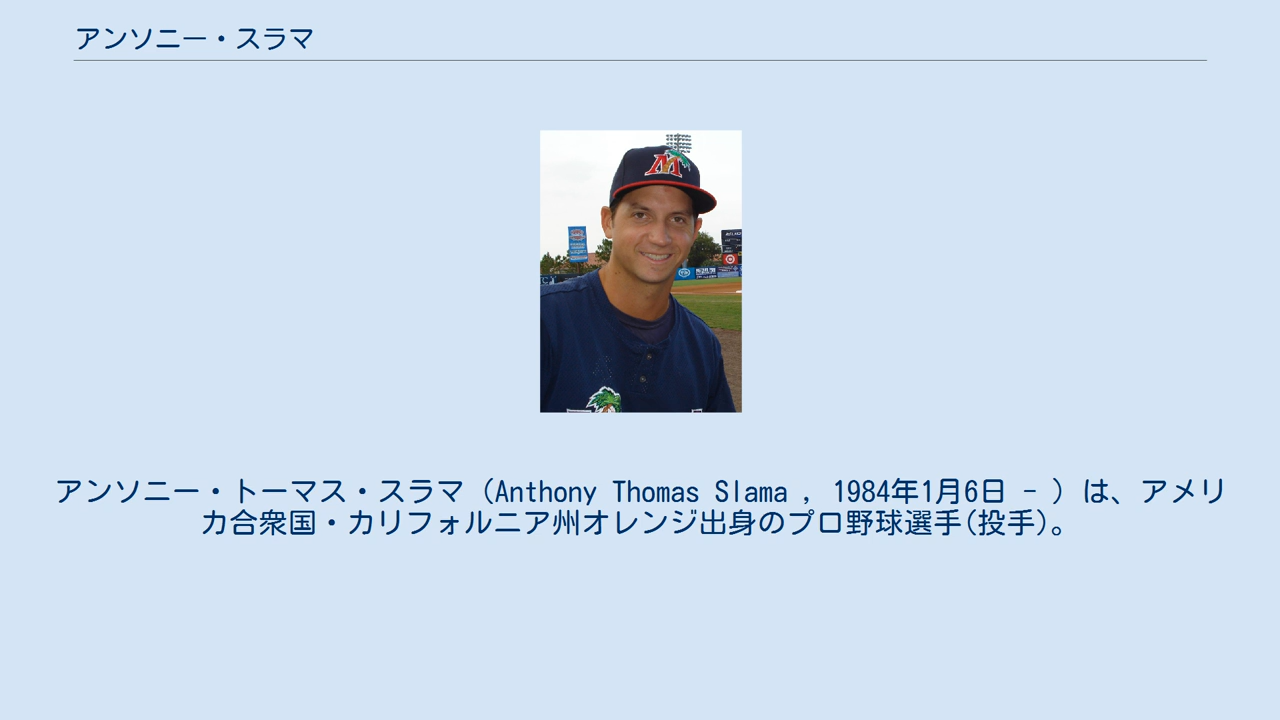 アンソニー・スラマ
M
アンソニー・トーマス・スラマ（Anthony Thomas Slama , 1984年1月6日 - ）は、アメリ
カ合衆国・カリフォルニア州オレンジ出身のプロ野球選手(投手)。